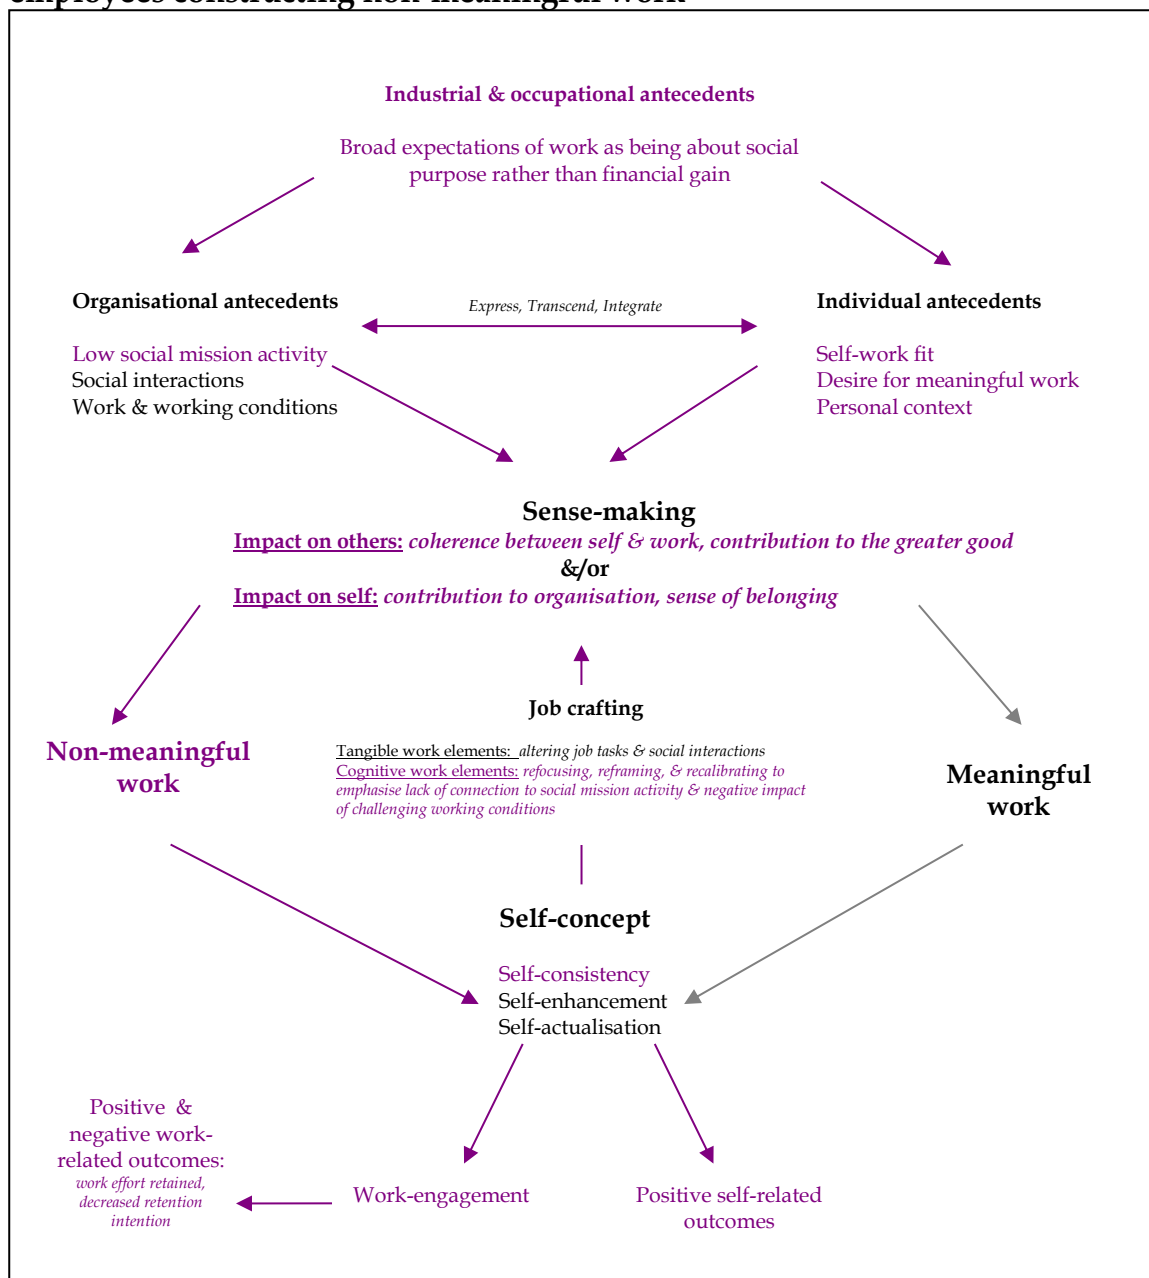 employees constructing non-meaningful work
Industrial & occupational antecedents
Broad expectations of work as being about social
purpose rather than financial gain
Organisational antecedents
Express, Transcend, Integrate
Individual antecedents
Low social mission activity
Social interactions
Work & working conditions
Self-work fit
Desire for meaningful work
Personal context
Sense-making
Impact on others: coherence between self & work, contribution to the greater good
&/or
Impact on self: contribution to organisation, sense of belonging
Job crafting
Non-meaningful
work
Tangible work elements: altering job tasks & social interactions
Cognitive work elements: refocusing, reframing, & recalibrating to
emphasise lack of connection to social mission activity & negative impact
of challenging working conditions
Meaningful
work
Self-concept
Self-consistency
Self-enhancement
Self-actualisation
Positive &
negative work-
related outcomes:
work effort retained,
decreased retention
intention
Work-engagement
Positive self-related
outcomes